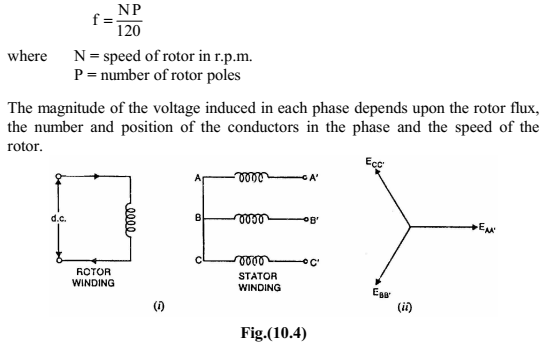 f = NP/120
where N = speed of rotor in r.p.m.
P = number of rotor poles
The magnitude of the voltage induced in each phase depends upon the rotor flux,
the number and position of the conductors in the phase and the speed of the
rotor.
d.c.
ROTOR
WINDING
A A'
B B'
C C'
STATOR
WINDING
(i)
E_CC'
E_AA'
E_BB'
(ii)
Fig.(10.4)